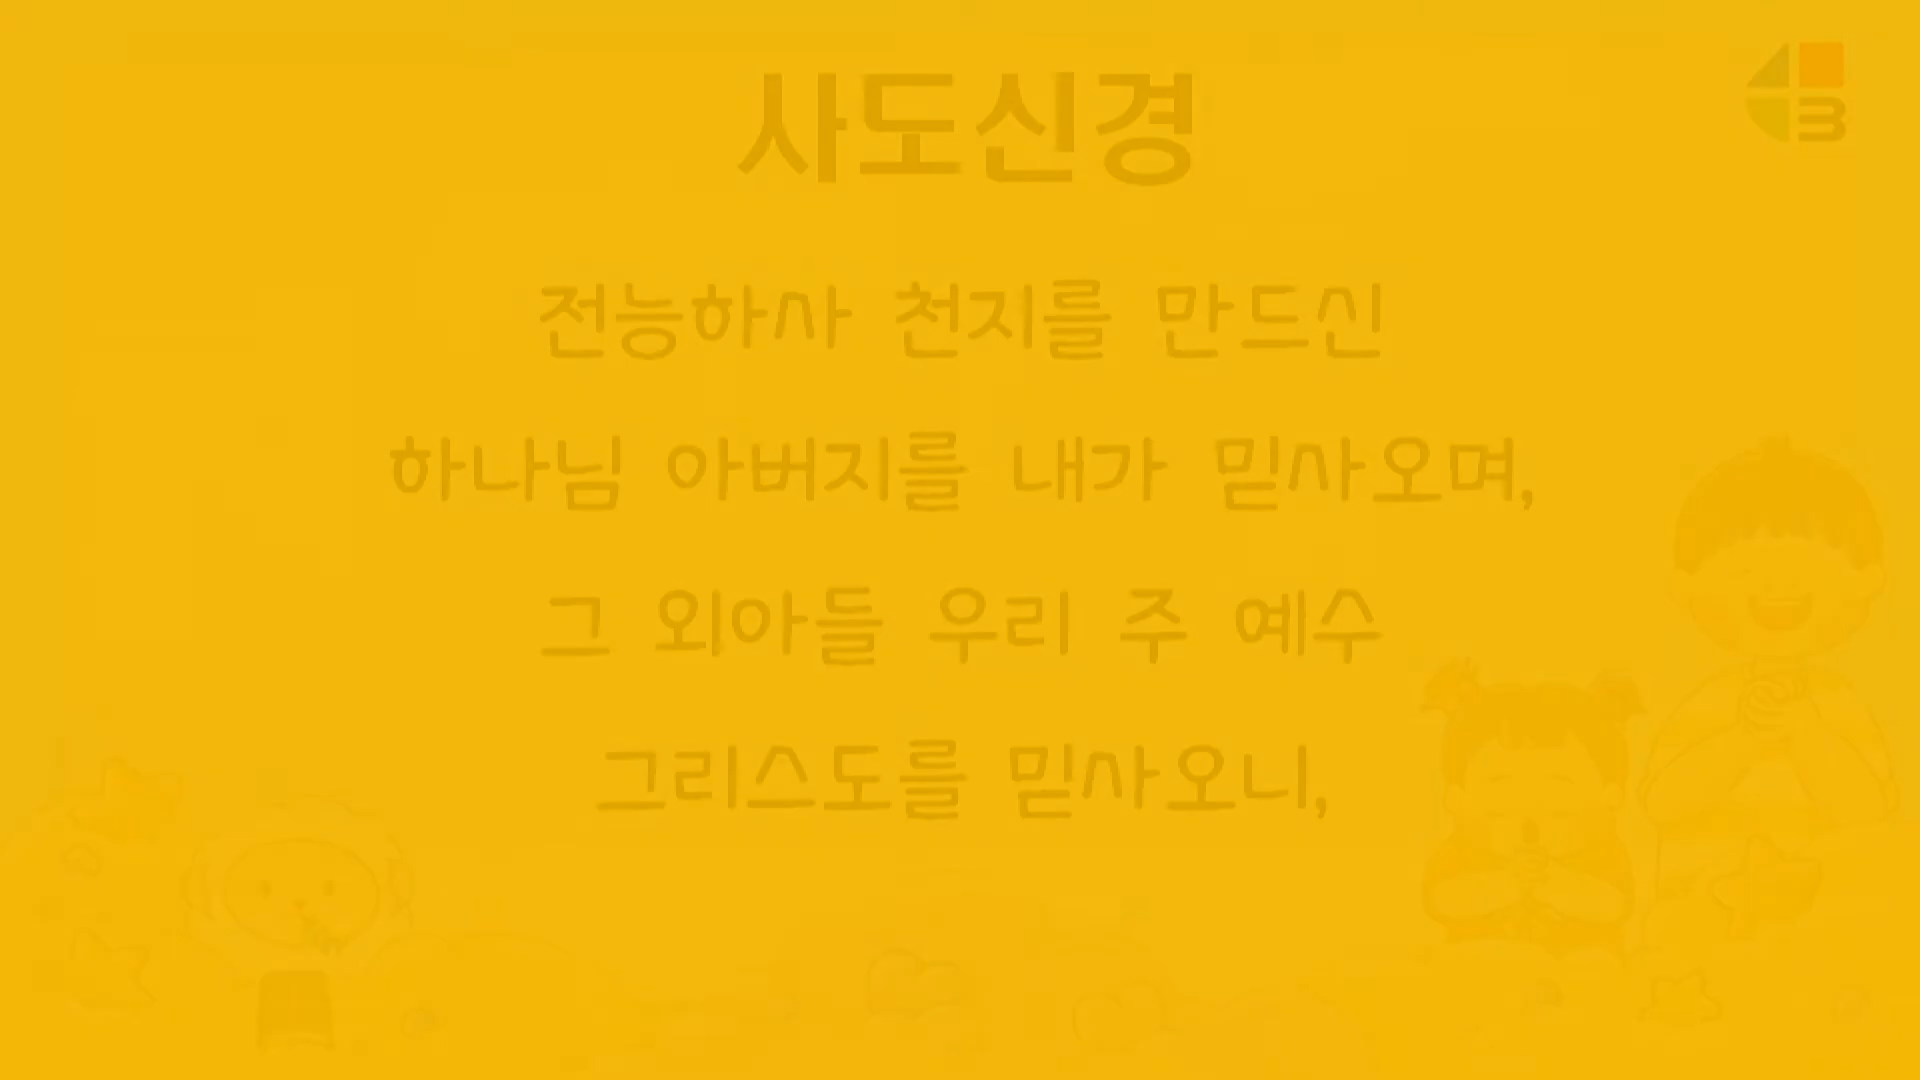 사도신경
전능하사 천지를 만드신
하나님 아버지를 내가 믿사오며,
그 외아들 우리 주 예수
그리스도를 믿사오니,